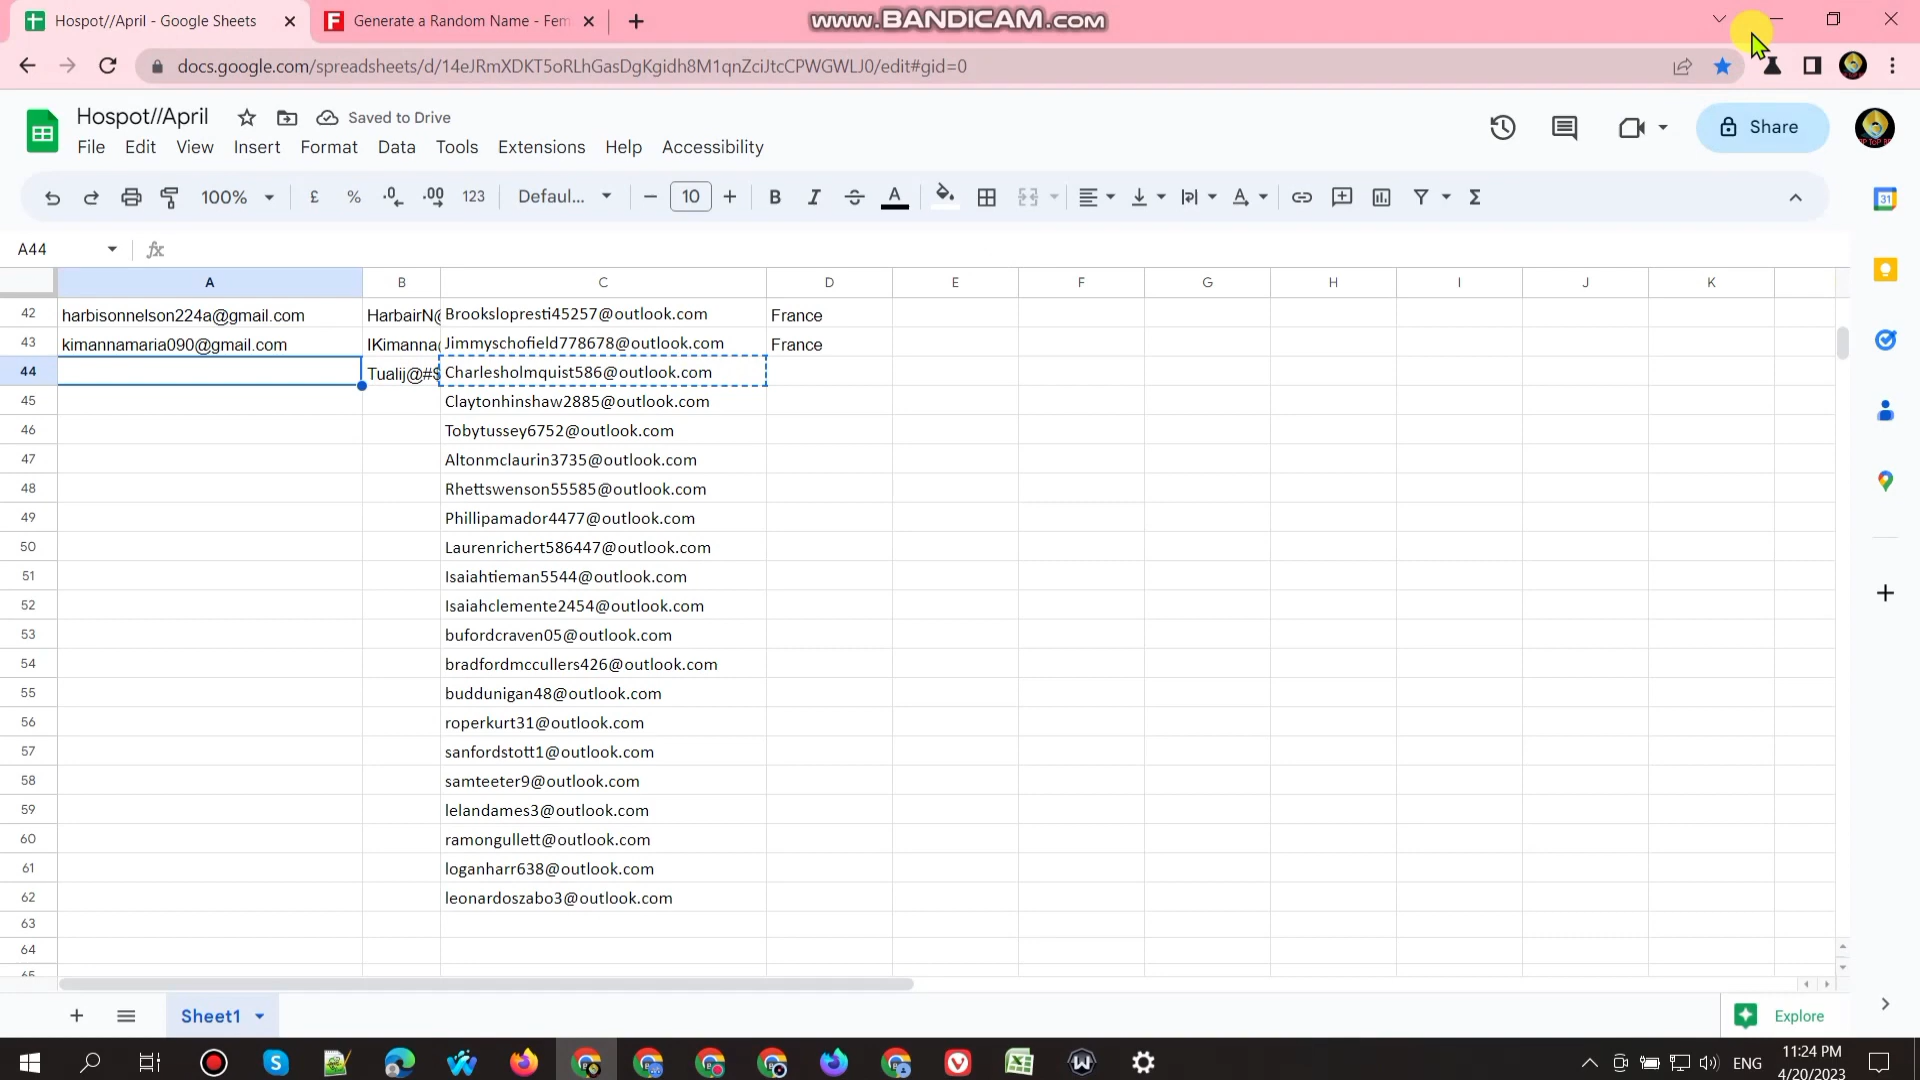 Hospot//April - Google Sheets
Generate a Random Name - Fem
www.BANDICAM.com
docs.google.com/spreadsheets/d/14eJRmXDKT5oRLhGasDgKgidh8M1qnZciJtcCPWGWLJ0/edit#gid=0
Hospot//April
Saved to Drive
Share
File Edit View Insert Format Data Tools Extensions Help Accessibility
100% £ % .0 .00 123 Defaul... 10 B I A
A44 fx
A B C D E F G H I J K
42 harbisonnelson224a@gmail.com HarbairN@ Brookslopresti45257@outlook.com France
43 kimannamaria090@gmail.com IKimanna Jimmyschofield778678@outlook.com France
44 Tualij@#$ Charlesholmquist586@outlook.com
45 Claytonhinshaw2885@outlook.com
46 Tobytussey6752@outlook.com
47 Altonmclaurin3735@outlook.com
48 Rhettswenson55585@outlook.com
49 Phillipamador4477@outlook.com
50 Laurenrichert586447@outlook.com
51 Isaiahtieman5544@outlook.com
52 Isaiahclemente2454@outlook.com
53 bufordcraven05@outlook.com
54 bradfordmccullers426@outlook.com
55 buddunigan48@outlook.com
56 roperkurt31@outlook.com
57 sanfordstott1@outlook.com
58 samteeter9@outlook.com
59 lelandames3@outlook.com
60 ramongullett@outlook.com
61 loganharr638@outlook.com
62 leonardoszabo3@outlook.com
63
64
65
Sheet1
Explore
ENG
11:24 PM
4/20/2023